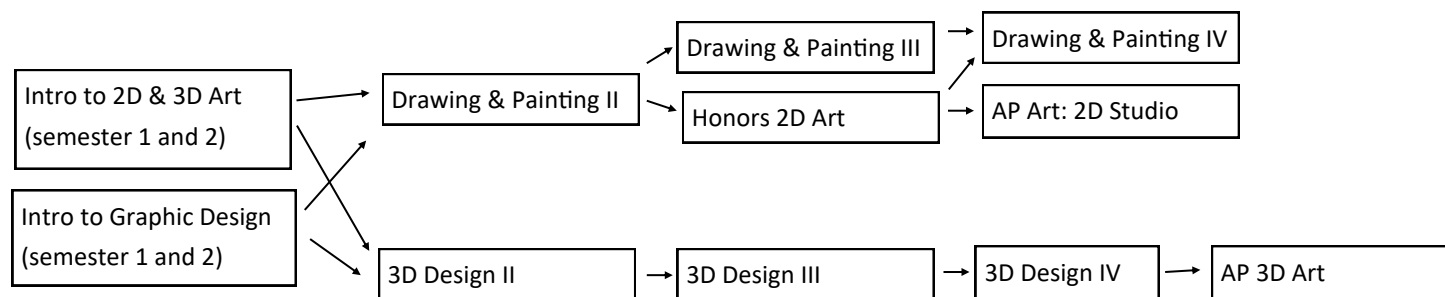 Intro to 2D & 3D Art
(semester 1 and 2)
Intro to Graphic Design
(semester 1 and 2)
Drawing & Painting II
3D Design II
Drawing & Painting III
Honors 2D Art
3D Design III
Drawing & Painting IV
AP Art: 2D Studio
3D Design IV
AP 3D Art